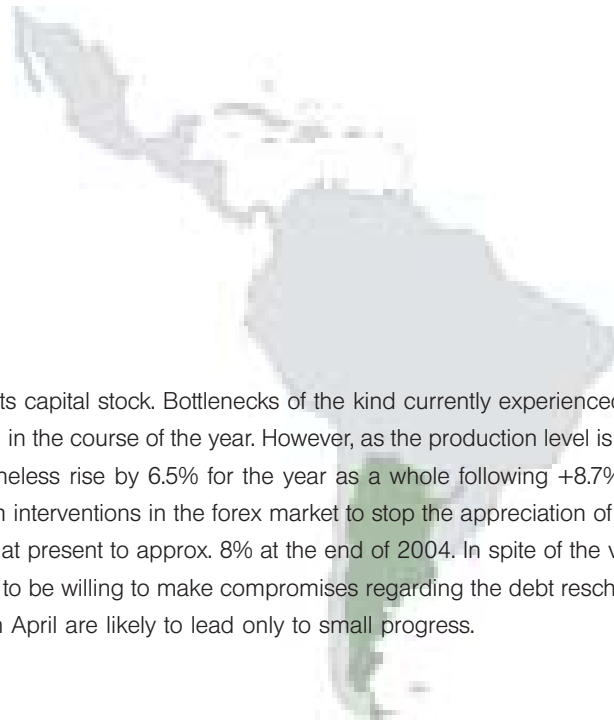 ts capital stock. Bottlenecks of the kind currently experienced
in the course of the year. However, as the production level is
neless rise by 6.5% for the year as a whole following +8.7%
interventions in the forex market to stop the appreciation of
at present to approx. 8% at the end of 2004. In spite of the
to be willing to make compromises regarding the debt resch
April are likely to lead only to small progress.